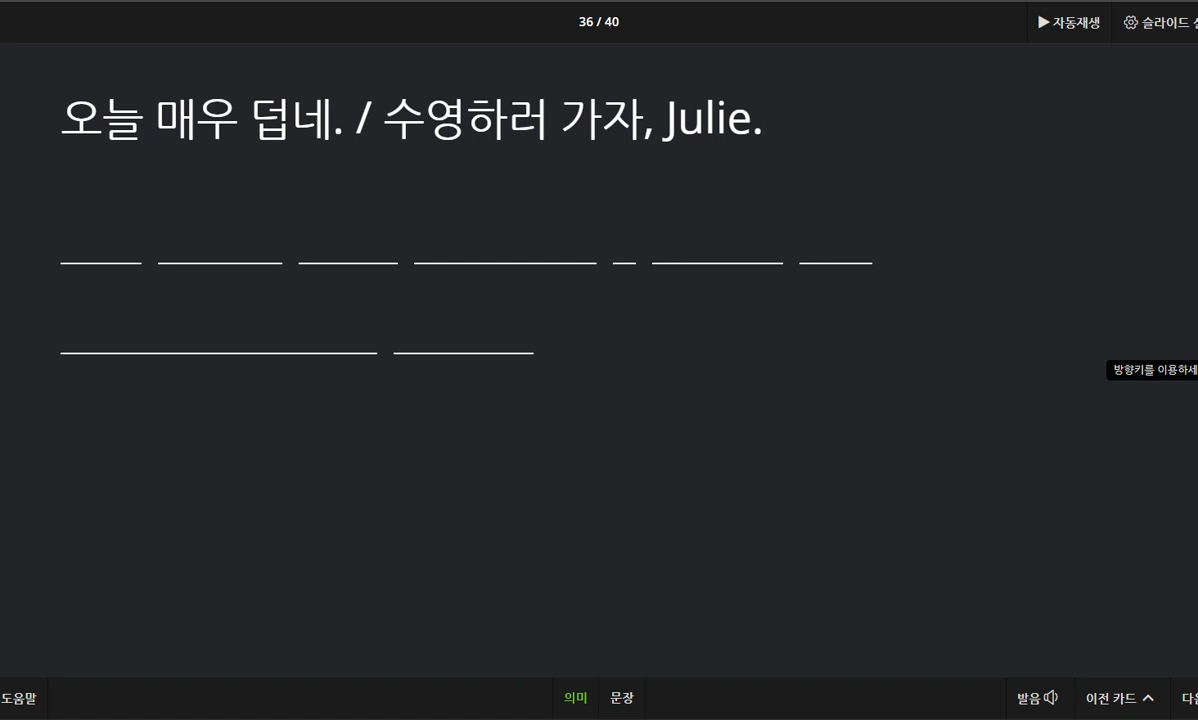 36 / 40
▶ 자동재생
슬라이드
오늘 매우 덥네. / 수영하러 가자, Julie.
방향키를 이용하세
도움말
의미
문장
발음
이전 카드